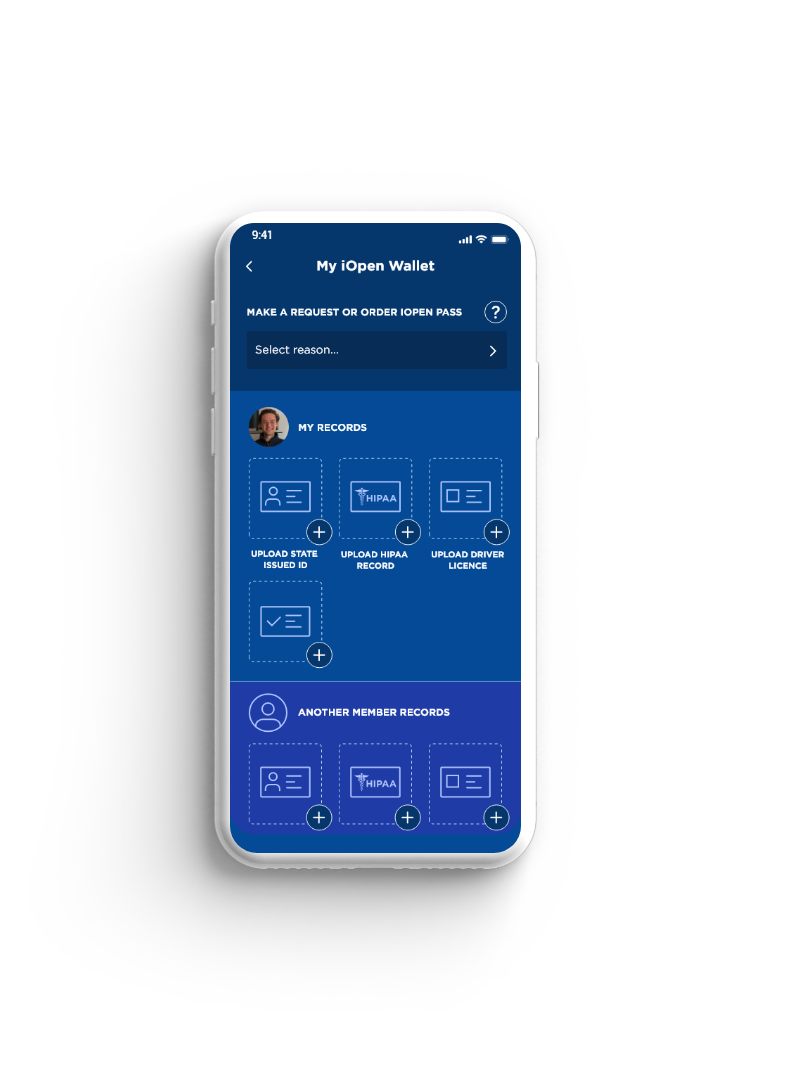 9:41
My iOpen Wallet
MAKE A REQUEST OR ORDER IOPEN PASS
?
Select reason...
MY RECORDS
HIPAA
UPLOAD STATE
ISSUED ID
UPLOAD HIPAA
RECORD
UPLOAD DRIVER
LICENCE
ANOTHER MEMBER RECORDS
HIPAA